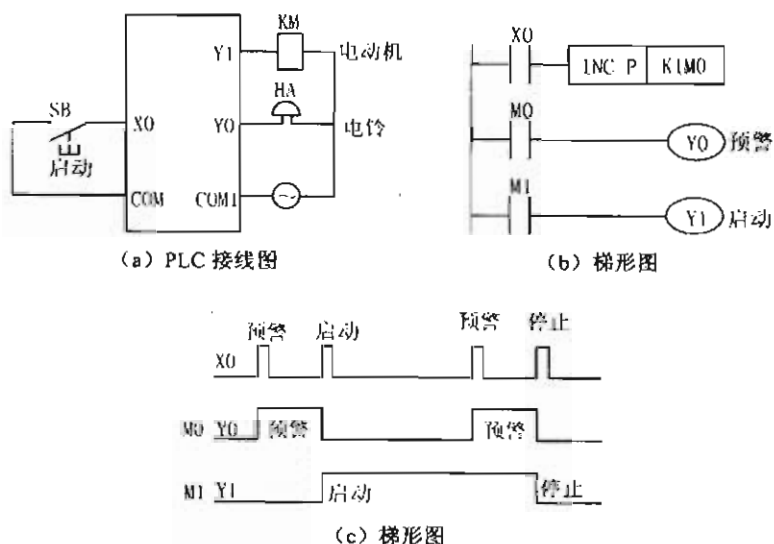 KM
Y1
电动机
HA
SB
X0
Y0
电铃
启动
COM
COM1
(a) PLC 接线图
X0
INC P K1M0
M0
Y0 预警
M1
Y1 启动
(b) 梯形图
预警 启动 预警 停止
X0
M0 Y0 预警 预警
M1 Y1 启动 停止
(c) 梯形图